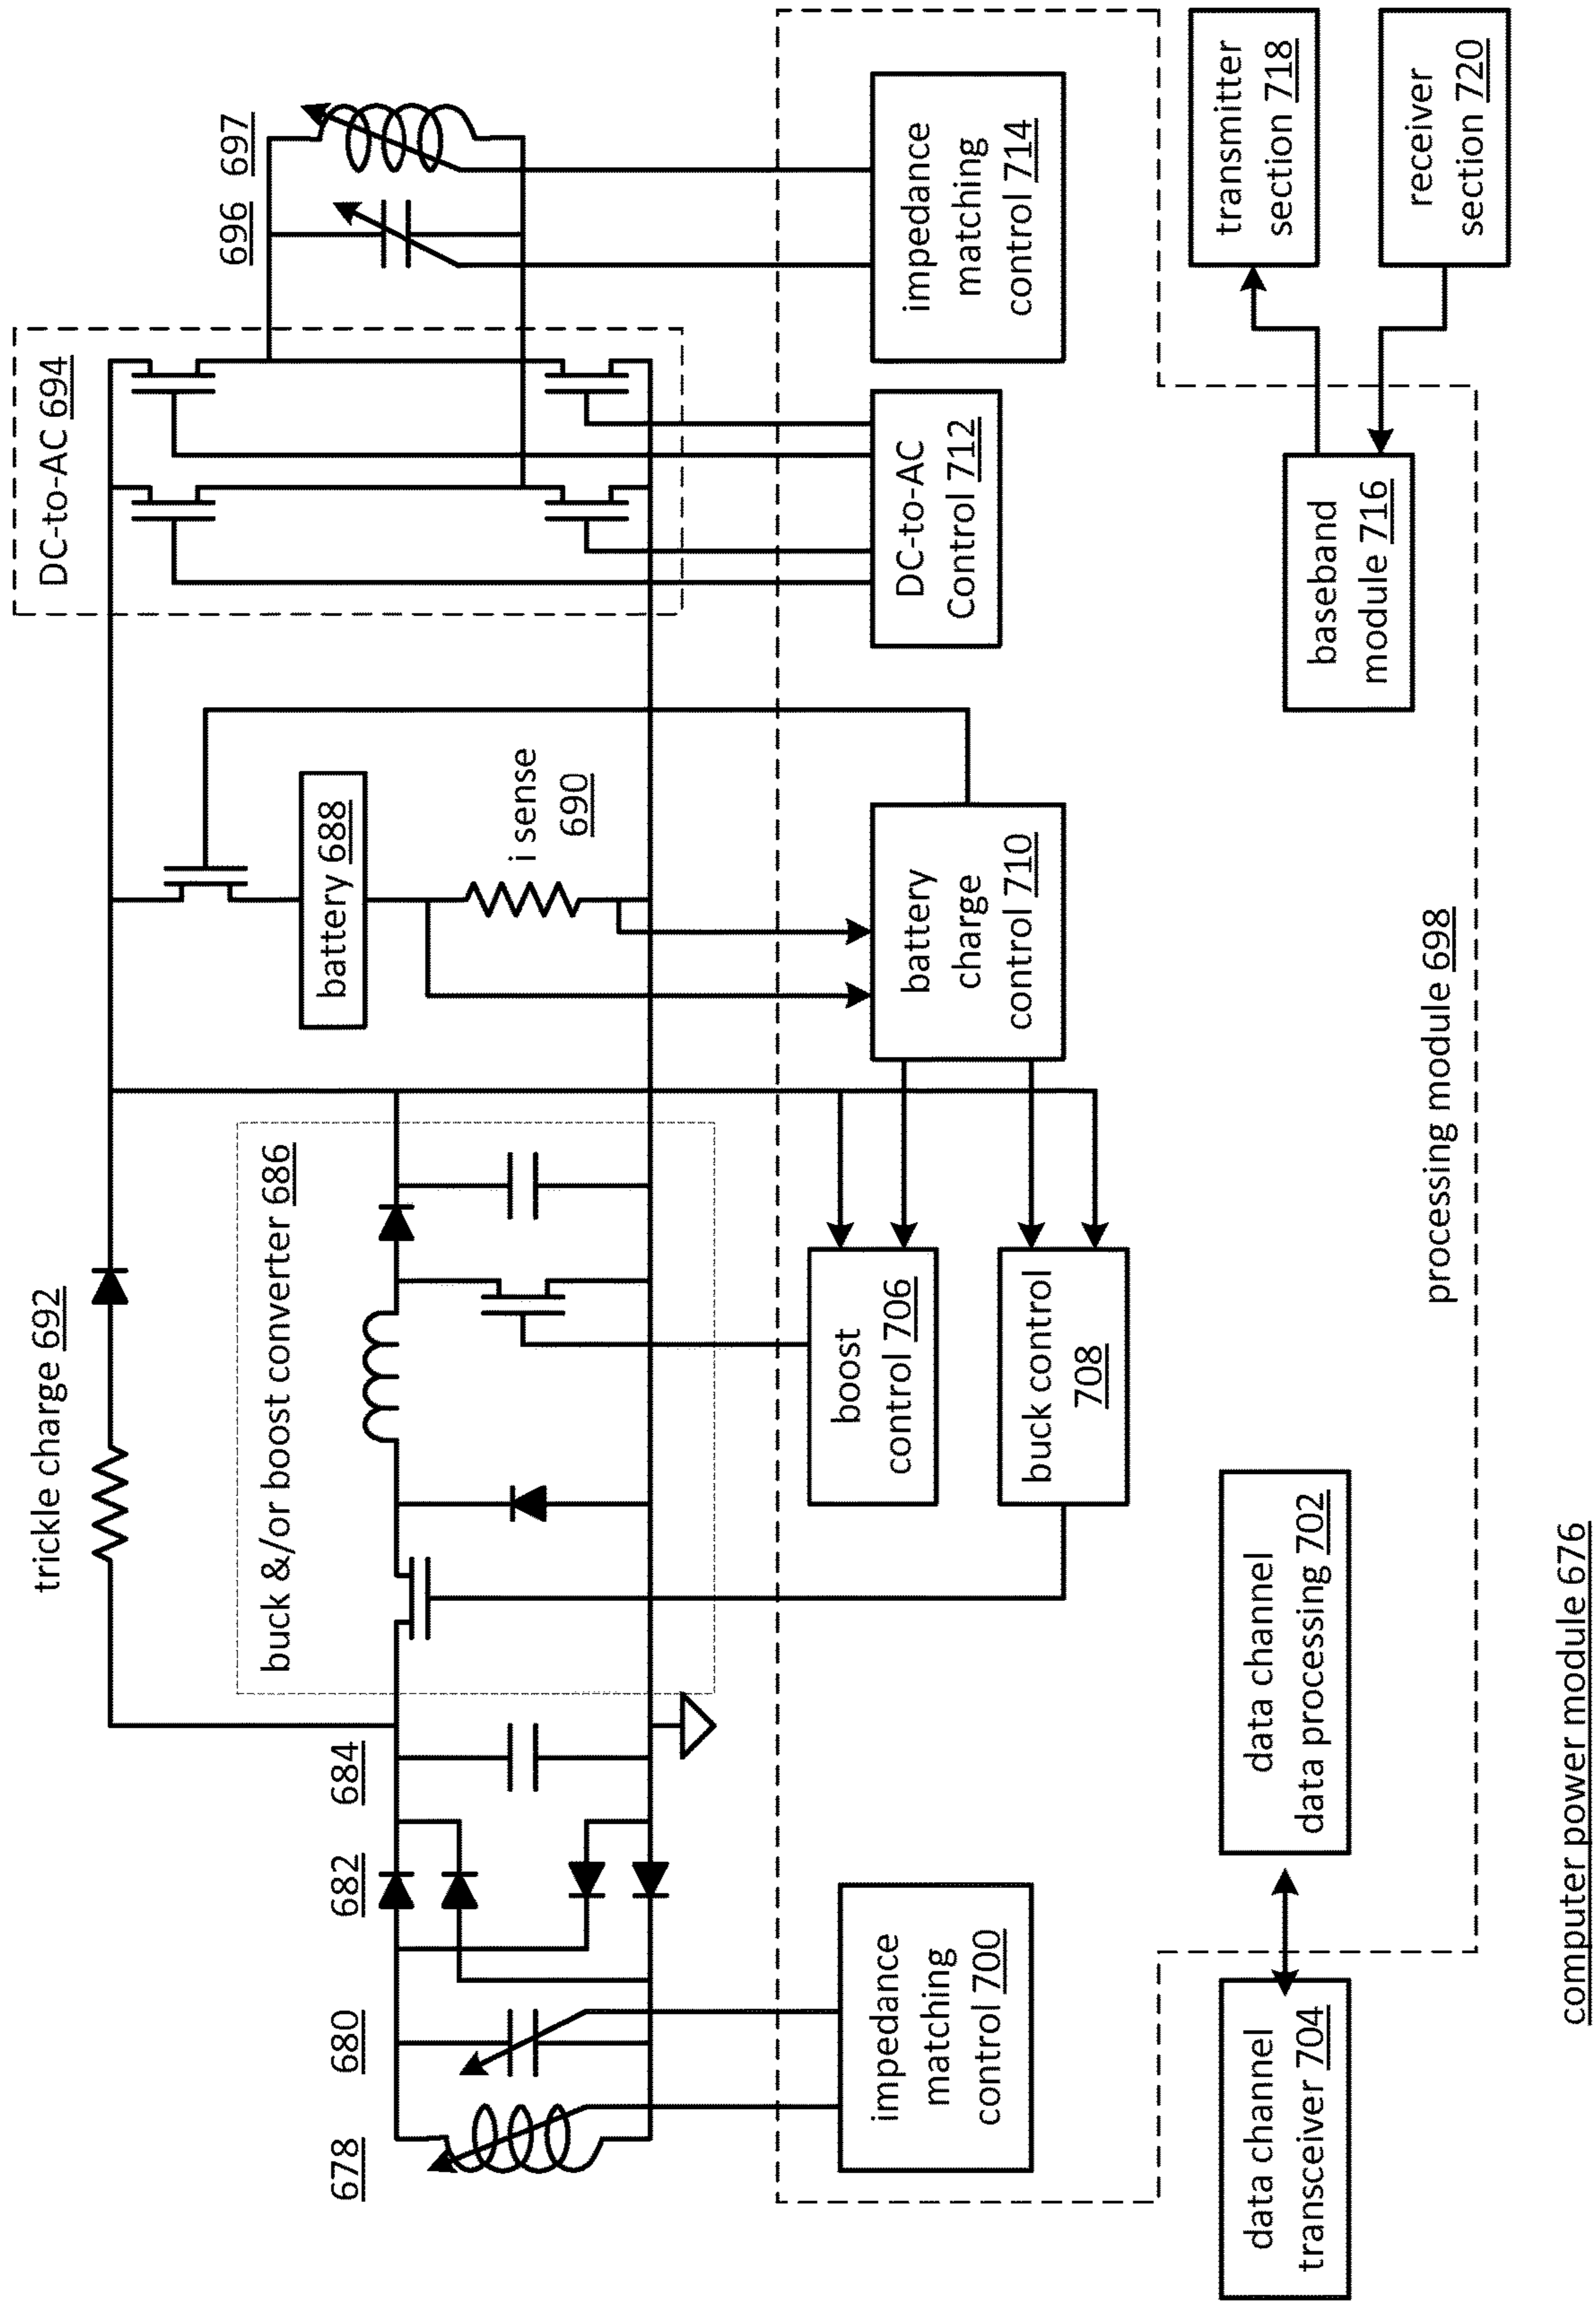 trickle charge 692
DC-to-AC 694
buck &/or boost converter 686
678
680
682
684
battery 688
i sense
690
696 697
impedance
matching
control 700
boost
control 706
buck control
708
battery
charge
control 710
DC-to-AC
Control 712
impedance
matching
control 714
data channel
transceiver 704
data channel
data processing 702
processing module 698
baseband
module 716
transmitter
section 718
receiver
section 720
computer power module 676